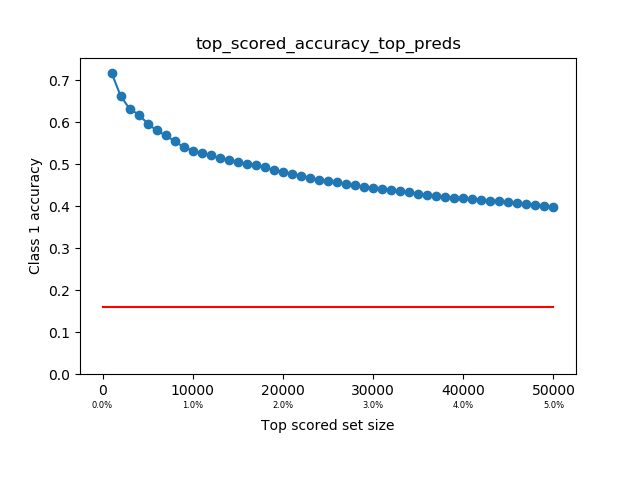 top_scored_accuracy_top_preds
Class 1 accuracy
0.7
0.6
0.5
0.4
0.3
0.2
0.1
0.0
0 10000 20000 30000 40000 50000
0.0% 1.0% 2.0% 3.0% 4.0% 5.0%
Top scored set size